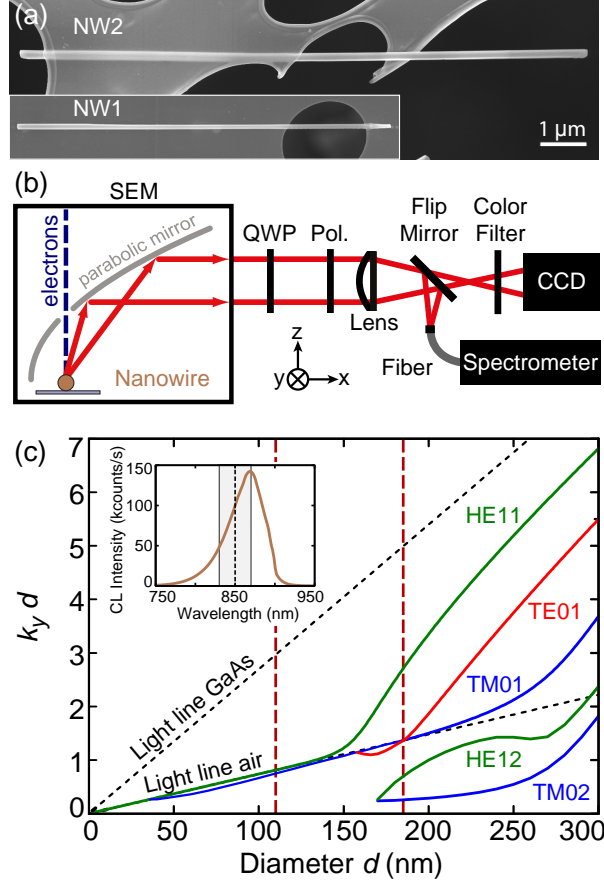 (a)
NW2
NW1
1 µm
(b)
SEM
electrons
parabolic mirror
Nanowire
QWP
Pol.
Lens
Flip
Mirror
Color
Filter
CCD
Fiber
Spectrometer
z
y
x
(c)
k_y d
7
6
5
4
3
2
1
0
CL Intensity (kcounts/s)
150
100
50
0
750
850
950
Wavelength (nm)
HE11
TE01
TM01
HE12
TM02
Light line GaAs
Light line air
0
50
100
150
200
250
300
Diameter d (nm)